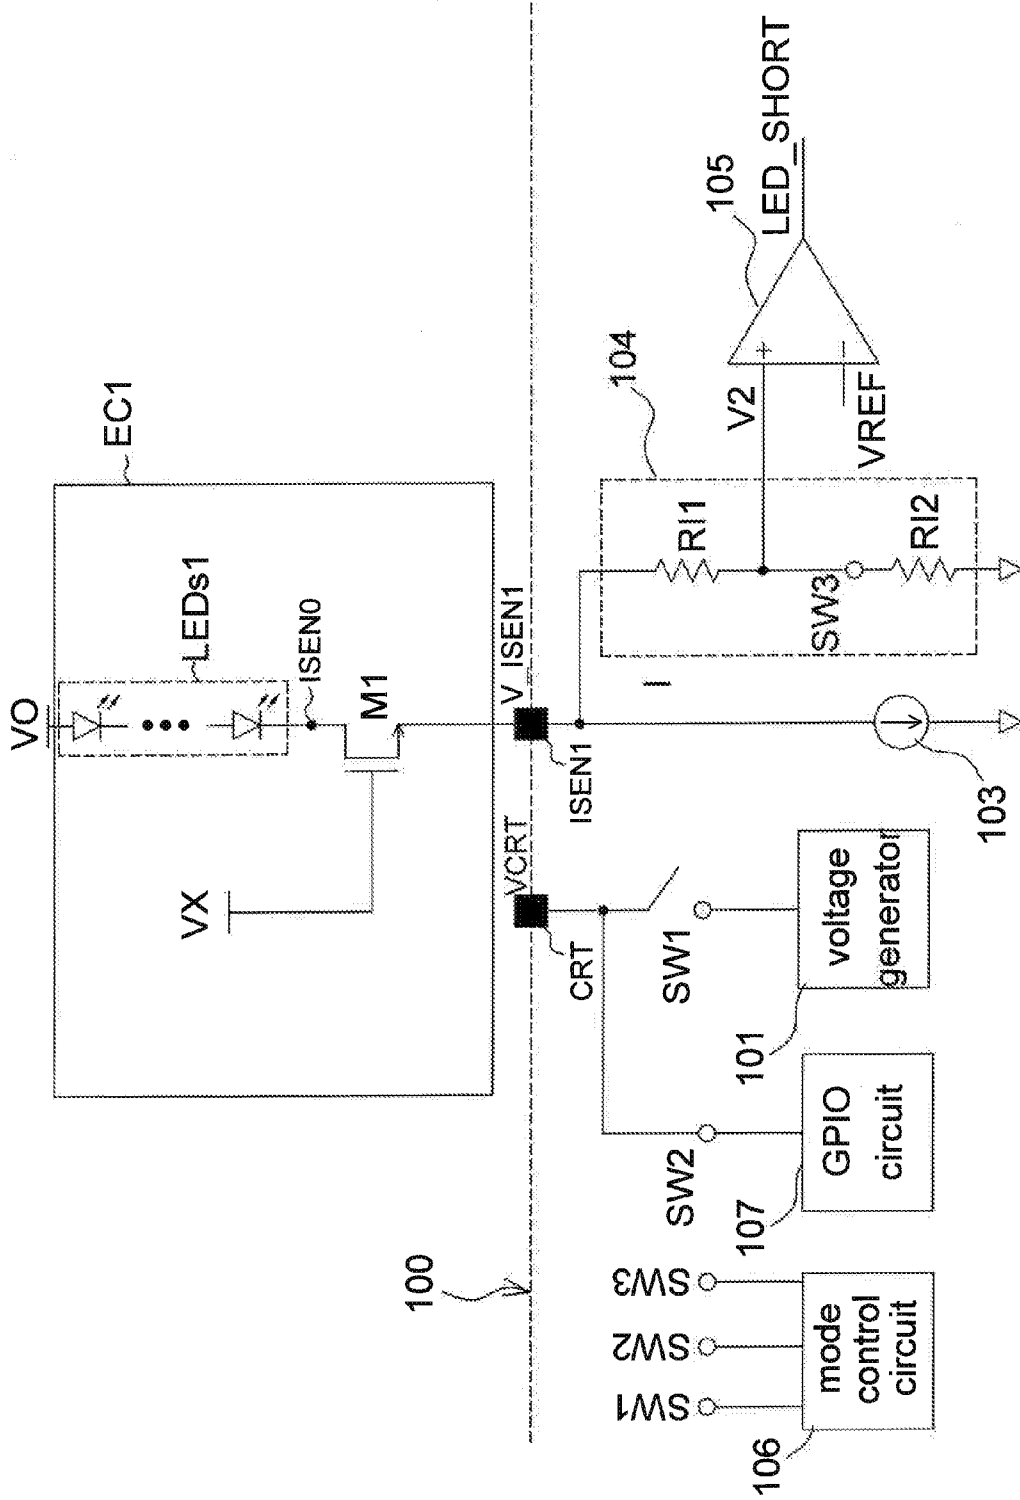 VO
LEDs1
EC1
ISEN0
M1
VX
VCRT
V_ISEN1
100
CRT
ISEN1
I
104
105
LED_SHORT
RI1
V2
+
−
VREF
SW3
RI2
103
SW1
SW2
SW1
SW2
SW3
106
mode
control
circuit
107
GPIO
circuit
101
voltage
generator